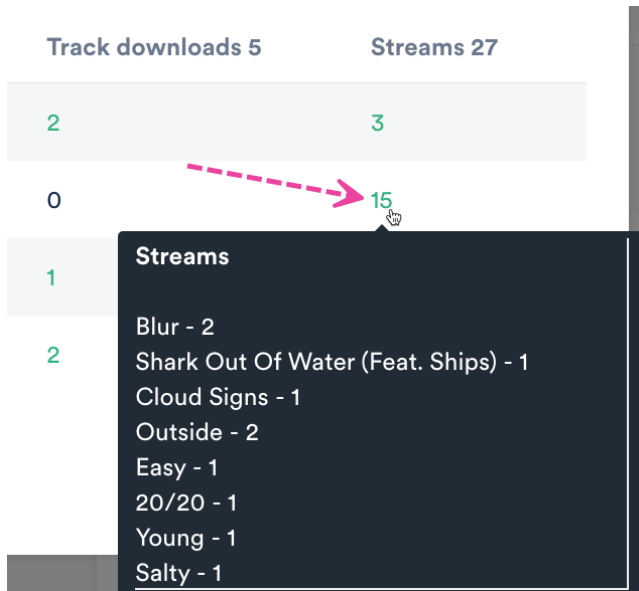 Track downloads 5 Streams 27
2 3
0 15
Streams
1
Blur - 2
2
Shark Out Of Water (Feat. Ships) - 1
Cloud Signs - 1
Outside - 2
Easy - 1
20/20 - 1
Young - 1
Salty - 1